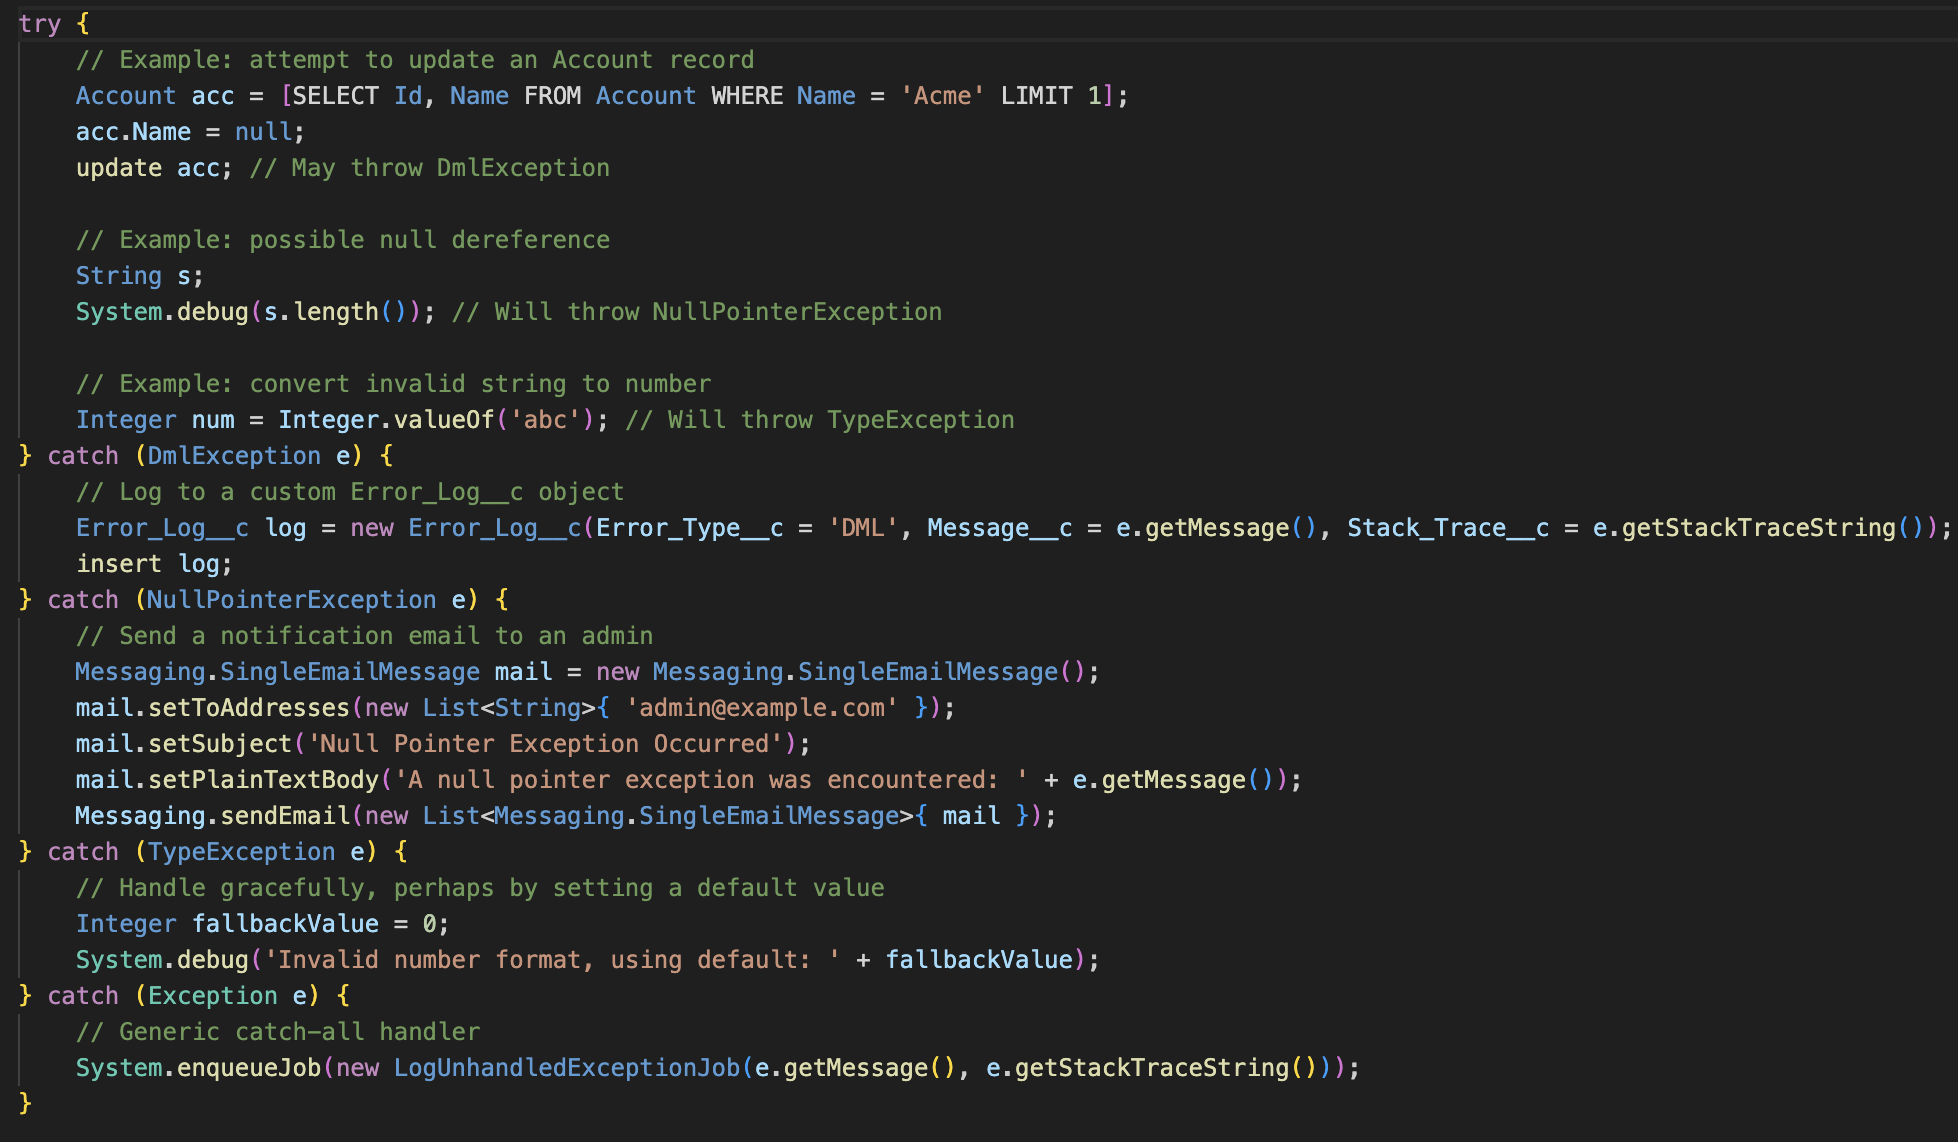 try {
    // Example: attempt to update an Account record
    Account acc = [SELECT Id, Name FROM Account WHERE Name = 'Acme' LIMIT 1];
    acc.Name = null;
    update acc; // May throw DmlException

    // Example: possible null dereference
    String s;
    System.debug(s.length()); // Will throw NullPointerException

    // Example: convert invalid string to number
    Integer num = Integer.valueOf('abc'); // Will throw TypeException
} catch (DmlException e) {
    // Log to a custom Error_Log__c object
    Error_Log__c log = new Error_Log__c(Error_Type__c = 'DML', Message__c = e.getMessage(), Stack_Trace__c = e.getStackTraceString());
    insert log;
} catch (NullPointerException e) {
    // Send a notification email to an admin
    Messaging.SingleEmailMessage mail = new Messaging.SingleEmailMessage();
    mail.setToAddresses(new List<String>{ 'admin@example.com' });
    mail.setSubject('Null Pointer Exception Occurred');
    mail.setPlainTextBody('A null pointer exception was encountered: ' + e.getMessage());
    Messaging.sendEmail(new List<Messaging.SingleEmailMessage>{ mail });
} catch (TypeException e) {
    // Handle gracefully, perhaps by setting a default value
    Integer fallbackValue = 0;
    System.debug('Invalid number format, using default: ' + fallbackValue);
} catch (Exception e) {
    // Generic catch-all handler
    System.enqueueJob(new LogUnhandledExceptionJob(e.getMessage(), e.getStackTraceString()));
}